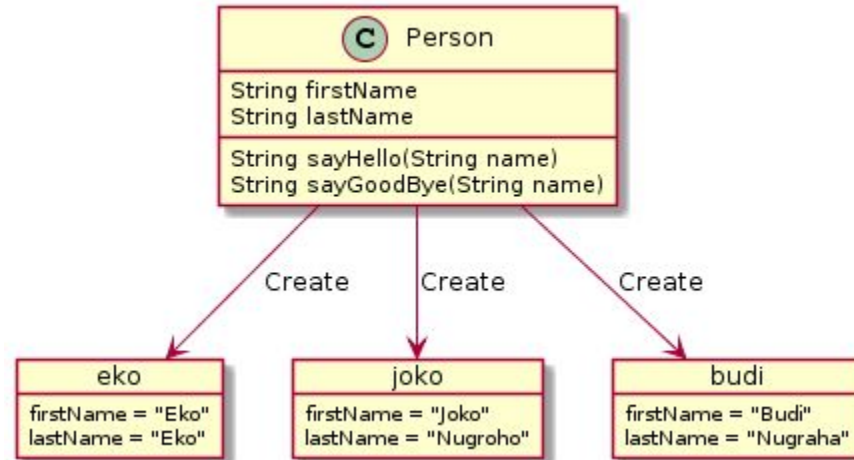 C Person
String firstName
String lastName
String sayHello(String name)
String sayGoodBye(String name)
Create
Create
Create
eko
firstName = "Eko"
lastName = "Eko"
joko
firstName = "Joko"
lastName = "Nugroho"
budi
firstName = "Budi"
lastName = "Nugraha"